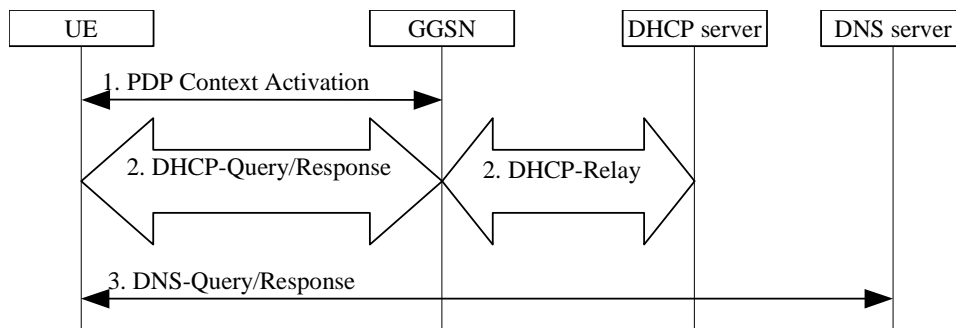 UE
GGSN
DHCP server
DNS server
1. PDP Context Activation
2. DHCP-Query/Response
2. DHCP-Relay
3. DNS-Query/Response